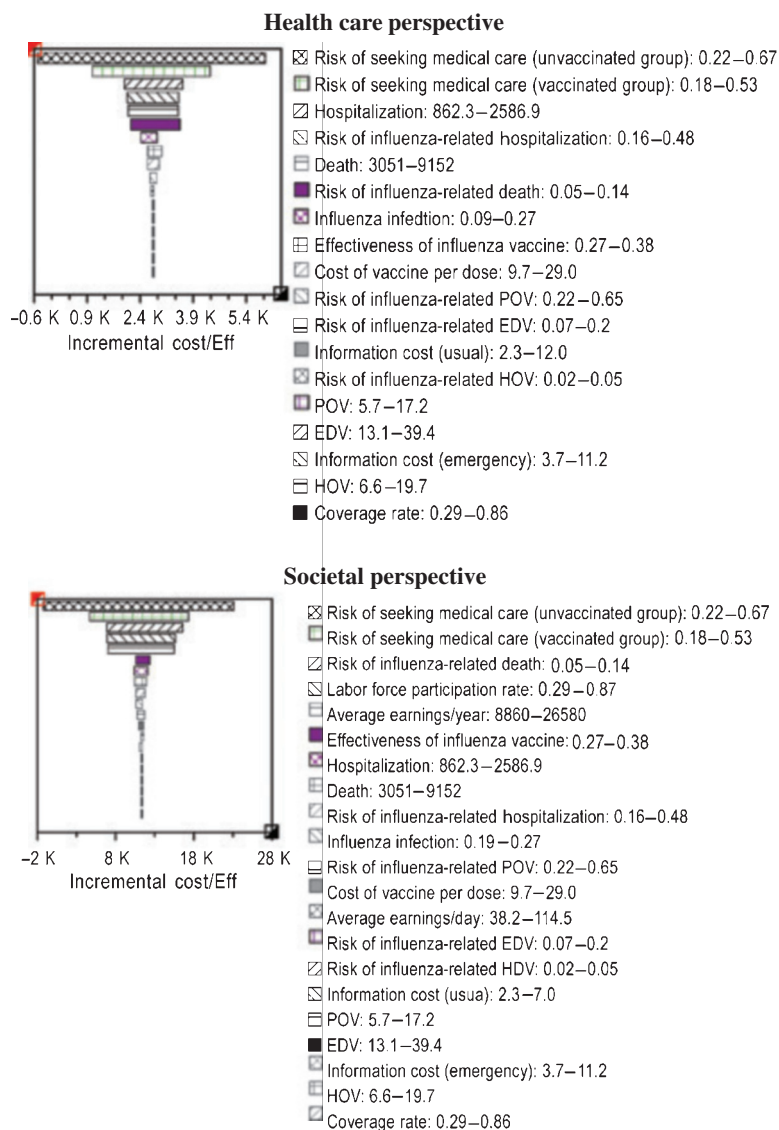 Health care perspective
Risk of seeking medical care (unvaccinated group): 0.22–0.67
Risk of seeking medical care (vaccinated group): 0.18–0.53
Hospitalization: 862.3–2586.9
Risk of influenza-related hospitalization: 0.16–0.48
Death: 3051–9152
Risk of influenza-related death: 0.05–0.14
Influenza infedtion: 0.09–0.27
Effectiveness of influenza vaccine: 0.27–0.38
Cost of vaccine per dose: 9.7–29.0
Risk of influenza-related POV: 0.22–0.65
Risk of influenza-related EDV: 0.07–0.2
Information cost (usual): 2.3–12.0
Risk of influenza-related HOV: 0.02–0.05
POV: 5.7–17.2
EDV: 13.1–39.4
Information cost (emergency): 3.7–11.2
HOV: 6.6–19.7
Coverage rate: 0.29–0.86
–0.6 K 0.9 K 2.4 K 3.9 K 5.4 K
Incremental cost/Eff
Societal perspective
Risk of seeking medical care (unvaccinated group): 0.22–0.67
Risk of seeking medical care (vaccinated group): 0.18–0.53
Risk of influenza-related death: 0.05–0.14
Labor force participation rate: 0.29–0.87
Average earnings/year: 8860–26580
Effectiveness of influenza vaccine: 0.27–0.38
Hospitalization: 862.3–2586.9
Death: 3051–9152
Risk of influenza-related hospitalization: 0.16–0.48
Influenza infection: 0.19–0.27
Risk of influenza-related POV: 0.22–0.65
Cost of vaccine per dose: 9.7–29.0
Average earnings/day: 38.2–114.5
Risk of influenza-related EDV: 0.07–0.2
Risk of influenza-related HDV: 0.02–0.05
Information cost (usua): 2.3–7.0
POV: 5.7–17.2
EDV: 13.1–39.4
Information cost (emergency): 3.7–11.2
HOV: 6.6–19.7
Coverage rate: 0.29–0.86
–2 K 8 K 18 K 28 K
Incremental cost/Eff